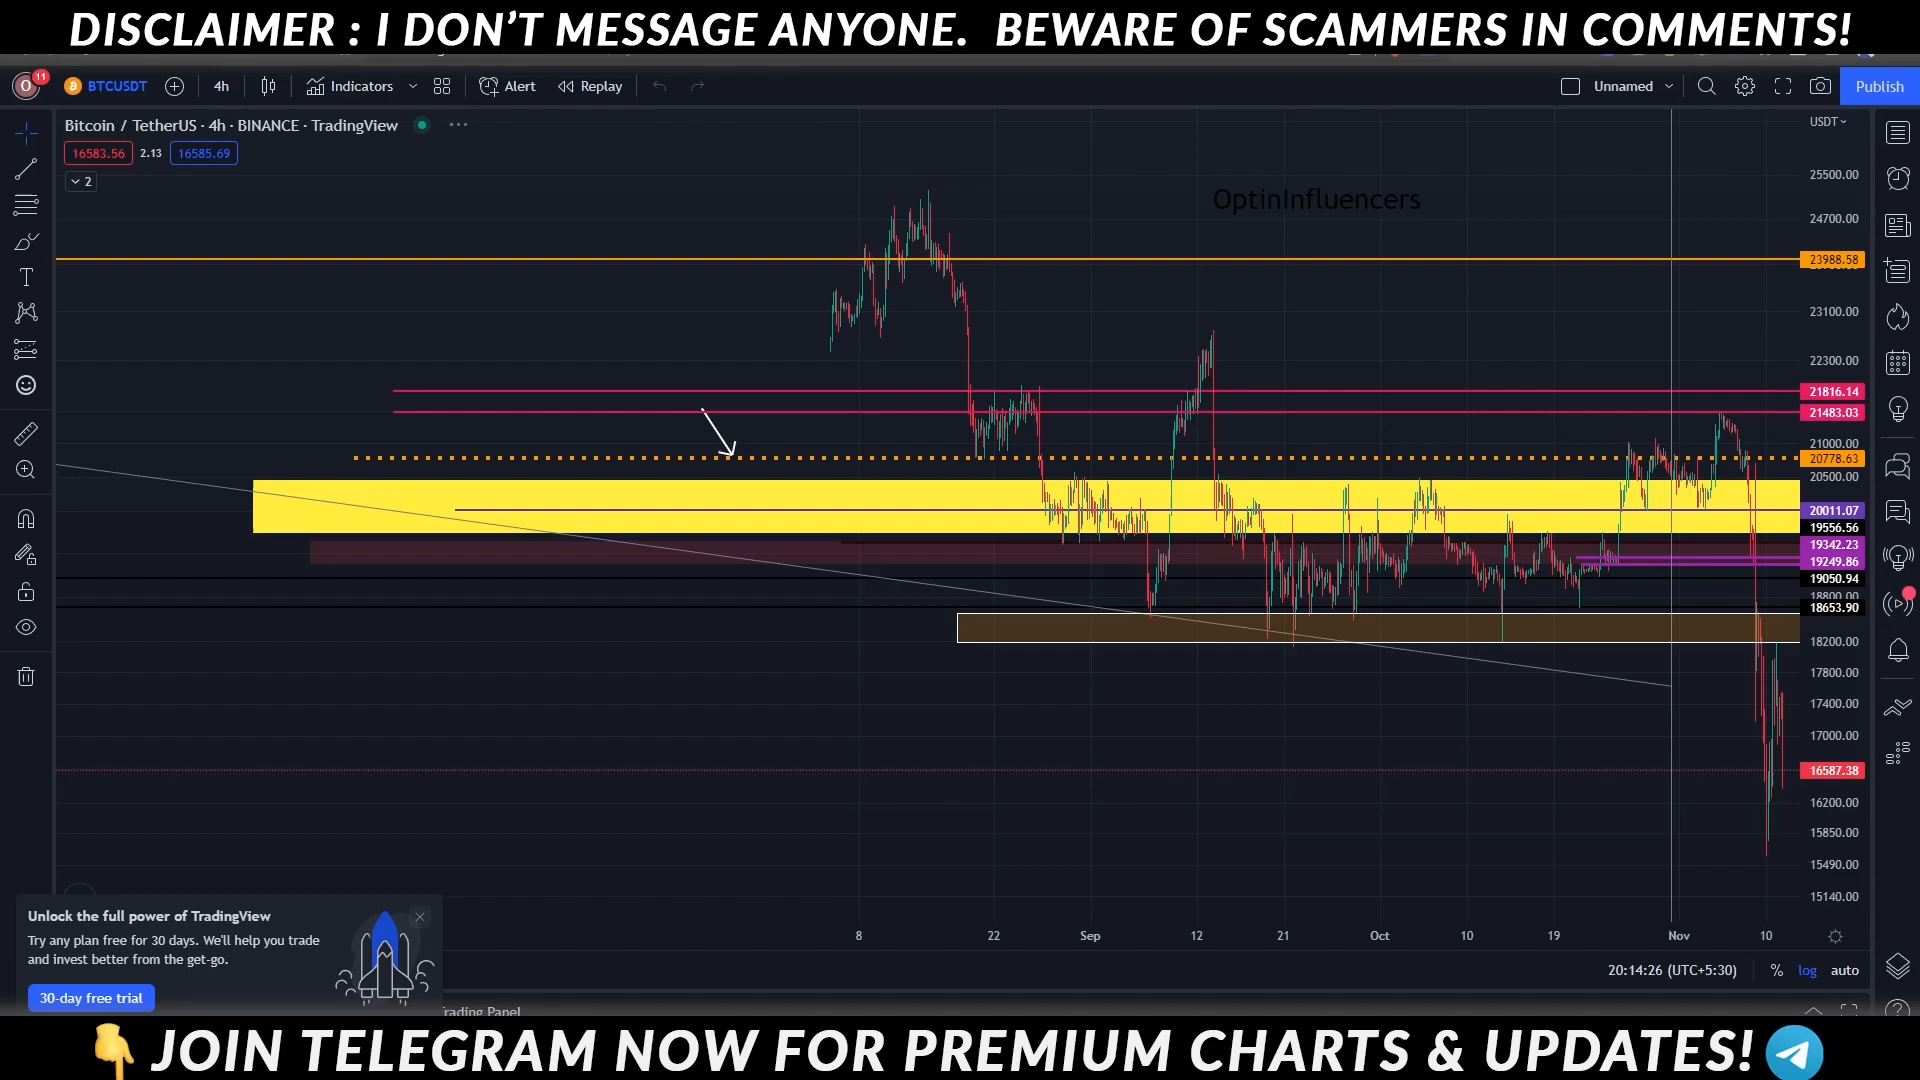 DISCLAIMER : I DON'T MESSAGE ANYONE. BEWARE OF SCAMMERS IN COMMENTS!
O 11 BTCUSDT 4h Indicators Alert Replay Unnamed Publish
Bitcoin / TetherUS · 4h · BINANCE · TradingView
USDT
16583.56 2.13 16585.69
2
OptinInfluencers
25500.00
24700.00
23988.58
23100.00
22300.00
21816.14
21483.03
21000.00
20778.63
20500.00
20011.07
19556.56
19342.23
19249.86
19050.94
18800.00
18653.90
18200.00
17800.00
17400.00
17000.00
16587.38
16200.00
15850.00
15490.00
15140.00
8 22 Sep 12 21 Oct 10 19 Nov 10
Unlock the full power of TradingView
Try any plan free for 30 days. We'll help you trade
and invest better from the get-go.
30-day free trial
20:14:26 (UTC+5:30) % log auto
Trading Panel
JOIN TELEGRAM NOW FOR PREMIUM CHARTS & UPDATES!